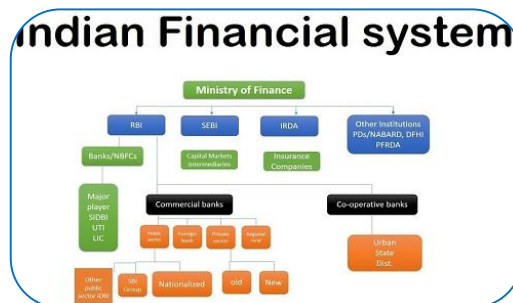 Indian Financial system
Ministry of Finance
RBI
SEBI
IRDA
Other Institutions
PDs/NABARD, DFHI
PFRDA
Banks/NBFCs
Capital Markets
Intermediaries
Insurance
Companies
Major
player
SIDBI
UTI
LIC
Commercial banks
Co-operative banks
Public
sector
Foreign
bank
Private
sector
Regional
rural
Urban
State
Dist.
Other
public
sector IDBI
SBI
Group
Nationalized
old
New